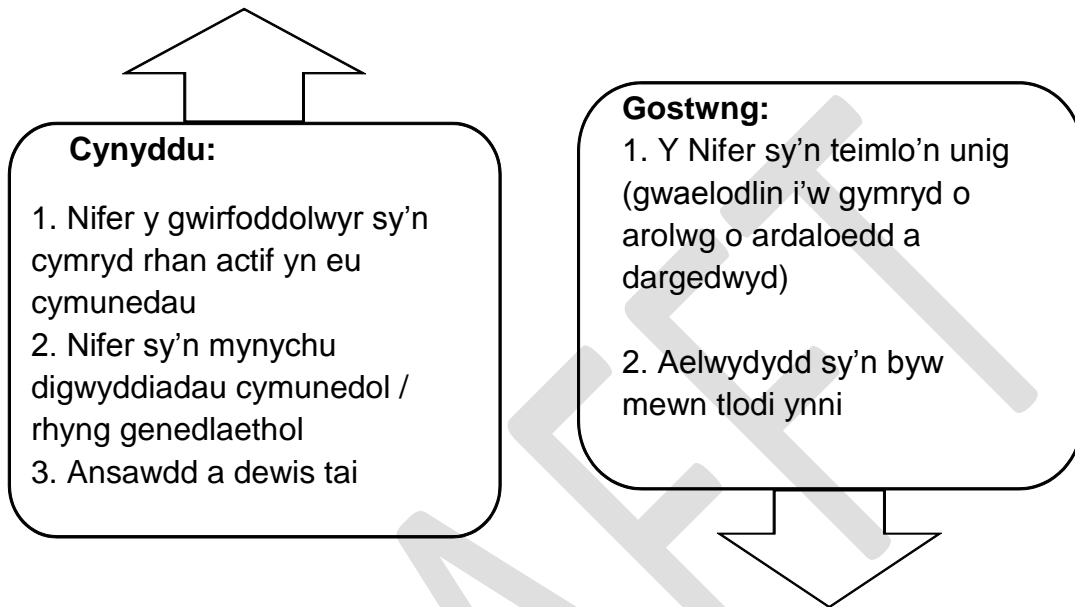 Cynyddu:
1. Nifer y gwirfoddolwyr sy’n
cymryd rhan actif yn eu
cymunedau
2. Nifer sy’n mynychu
digwyddiadau cymunedol /
rhyng genedlaethol
3. Ansawdd a dewis tai
Gostwng:
1. Y Nifer sy’n teimlo’n unig
(gwaelodlin i’w gymryd o
arolwg o ardaloedd a
dargedwyd)
2. Aelwydydd sy’n byw
mewn tlodi ynni
AFT